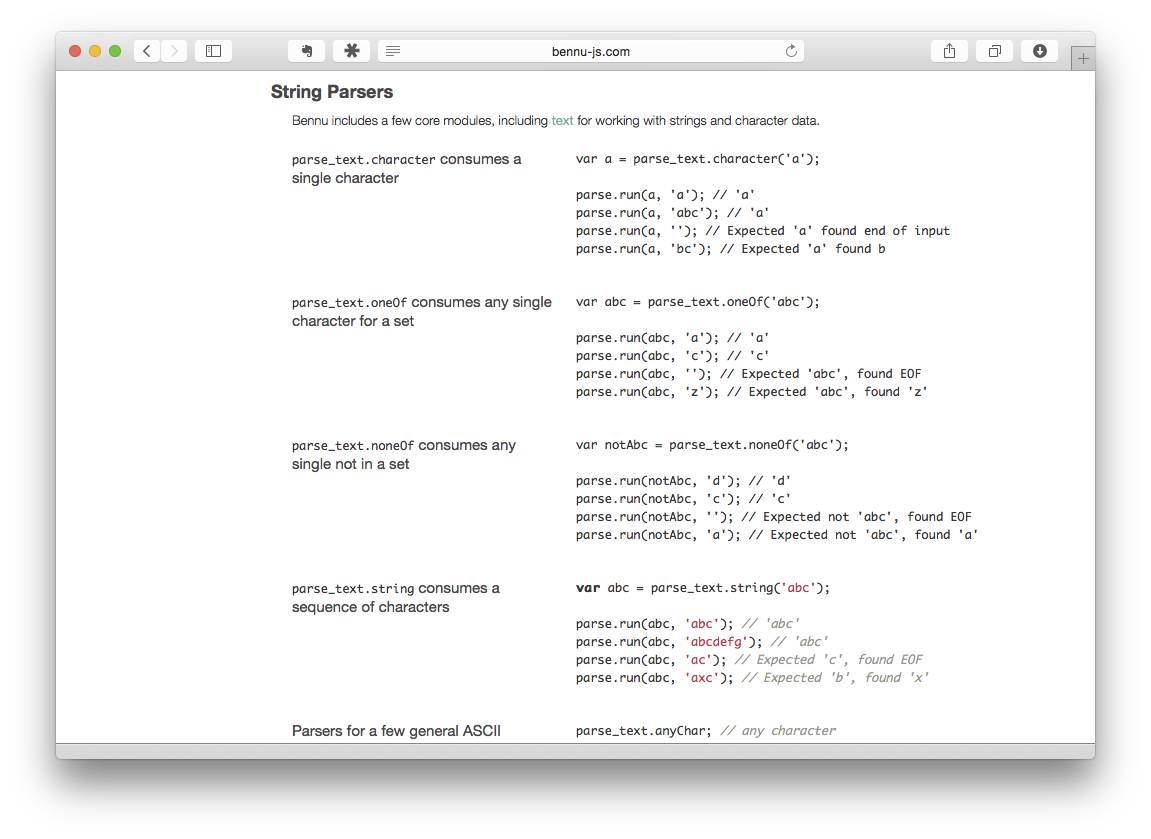 bennu-js.com
String Parsers
Bennu includes a few core modules, including text for working with strings and character data.
parse_text.character consumes a
single character
var a = parse_text.character('a');
parse.run(a, 'a'); // 'a'
parse.run(a, 'abc'); // 'a'
parse.run(a, ''); // Expected 'a' found end of input
parse.run(a, 'bc'); // Expected 'a' found b
parse_text.oneOf consumes any single
character for a set
var abc = parse_text.oneOf('abc');
parse.run(abc, 'a'); // 'a'
parse.run(abc, 'c'); // 'c'
parse.run(abc, ''); // Expected 'abc', found EOF
parse.run(abc, 'z'); // Expected 'abc', found 'z'
parse_text.noneOf consumes any
single not in a set
var notAbc = parse_text.noneOf('abc');
parse.run(notAbc, 'd'); // 'd'
parse.run(notAbc, 'c'); // 'c'
parse.run(notAbc, ''); // Expected not 'abc', found EOF
parse.run(notAbc, 'a'); // Expected not 'abc', found 'a'
parse_text.string consumes a
sequence of characters
var abc = parse_text.string('abc');
parse.run(abc, 'abc'); // 'abc'
parse.run(abc, 'abcdefg'); // 'abc'
parse.run(abc, 'ac'); // Expected 'c', found EOF
parse.run(abc, 'axc'); // Expected 'b', found 'x'
Parsers for a few general ASCII
parse_text.anyChar; // any character